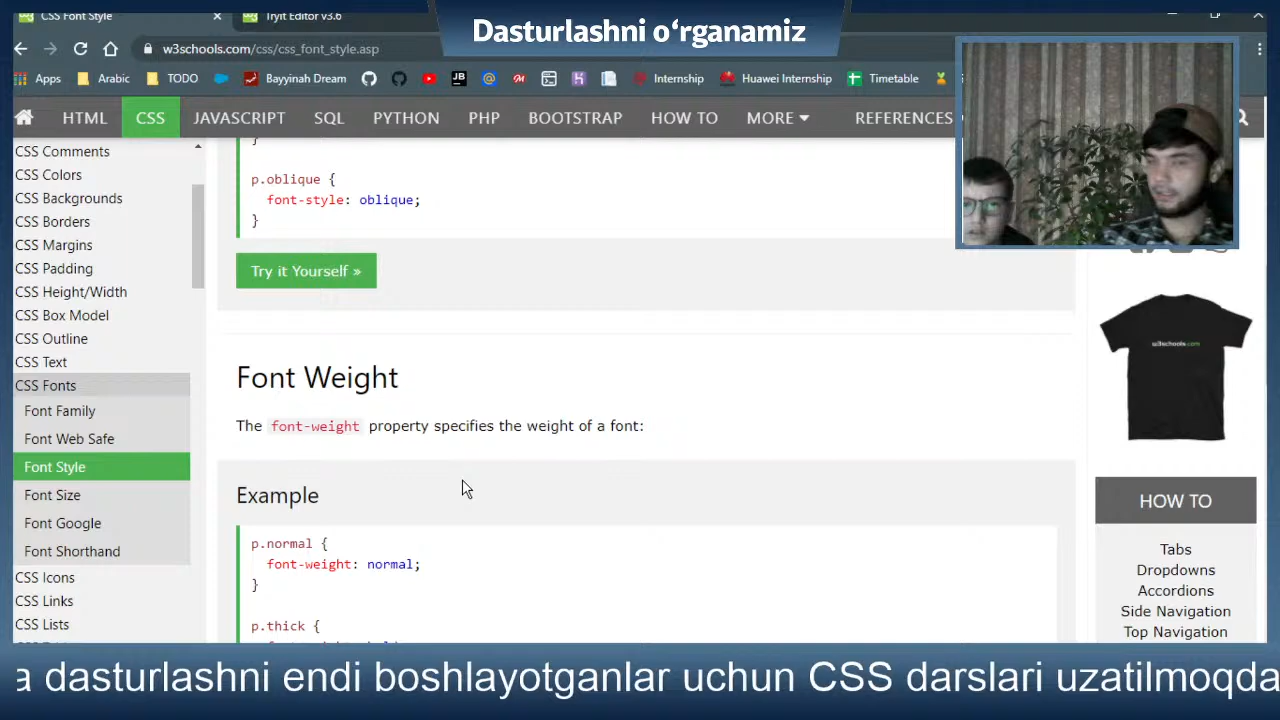 Dasturlashni o‘rganamiz
CSS Font Style
Tryit Editor v3.6
w3schools.com/css/css_font_style.asp
Apps
Arabic
TODO
Bayyinah Dream
Internship
Huawei Internship
Timetable
HTML
CSS
JAVASCRIPT
SQL
PYTHON
PHP
BOOTSTRAP
HOW TO
MORE
REFERENCES
CSS Comments
CSS Colors
CSS Backgrounds
CSS Borders
CSS Margins
CSS Padding
CSS Height/Width
CSS Box Model
CSS Outline
CSS Text
CSS Fonts
Font Family
Font Web Safe
Font Style
Font Size
Font Google
Font Shorthand
CSS Icons
CSS Links
CSS Lists
}
p.oblique {
font-style: oblique;
}
Try it Yourself »
Font Weight
The font-weight property specifies the weight of a font:
Example
p.normal {
font-weight: normal;
}
p.thick {
w3schools.com
HOW TO
Tabs
Dropdowns
Accordions
Side Navigation
Top Navigation
a dasturlashni endi boshlayotganlar uchun CSS darslari uzatilmoqda